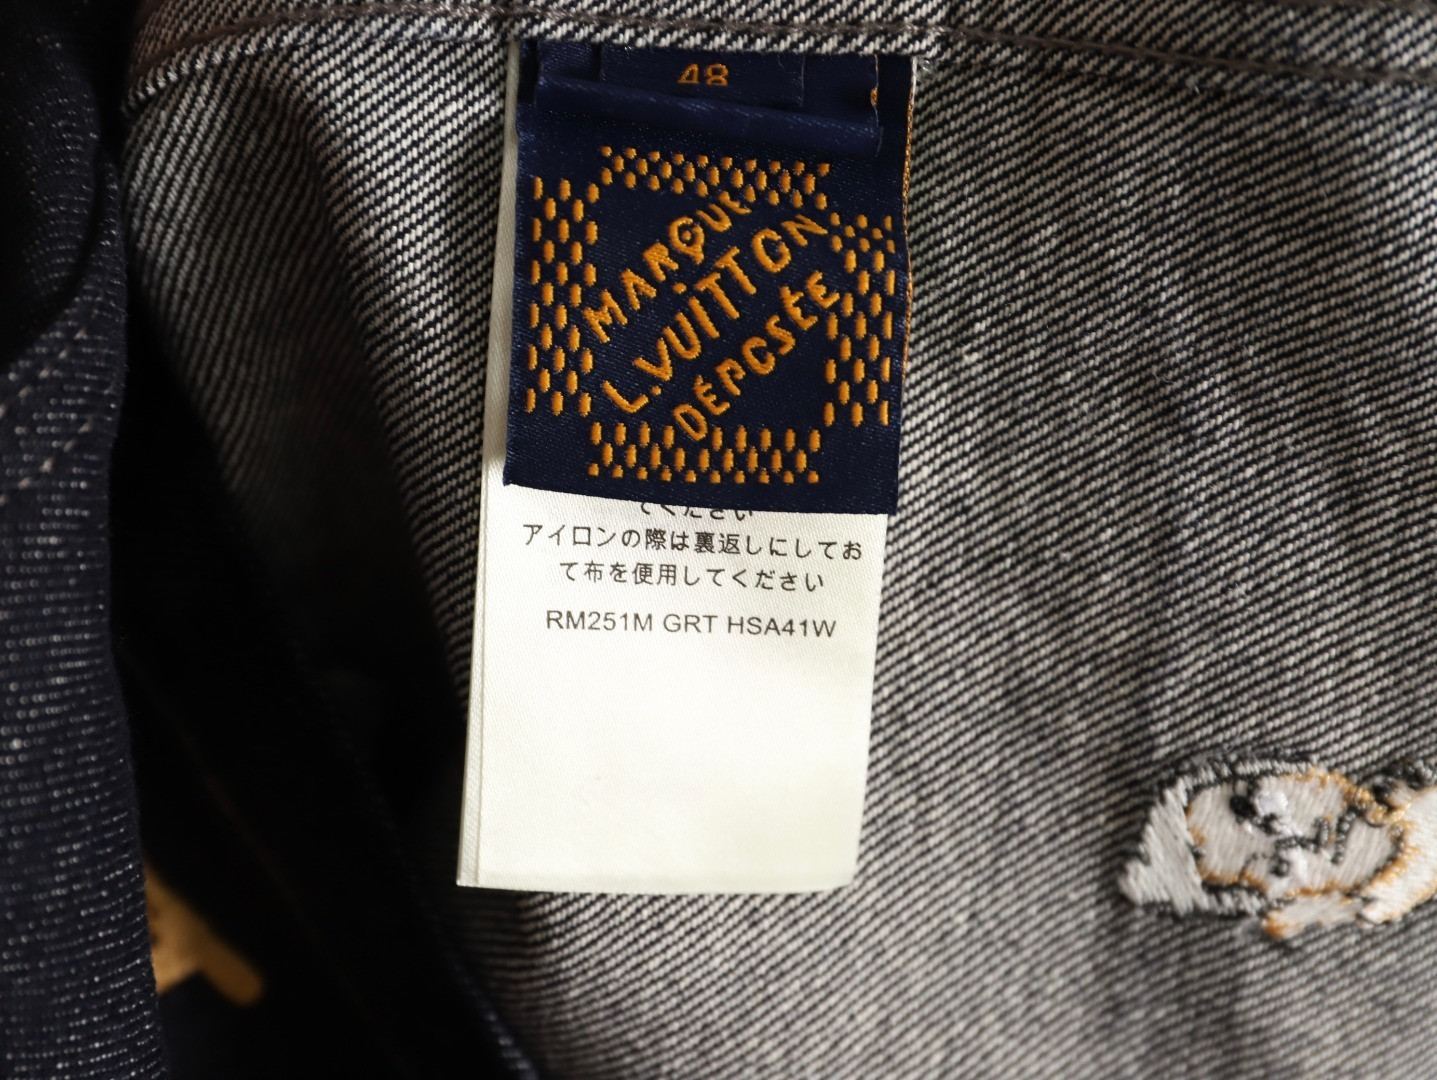 48
MARQUE
L.VUITTON
DÉPOSÉE
てください
アイロンの際は裏返しにしてお
て布を使用してください
RM251M GRT HSA41W